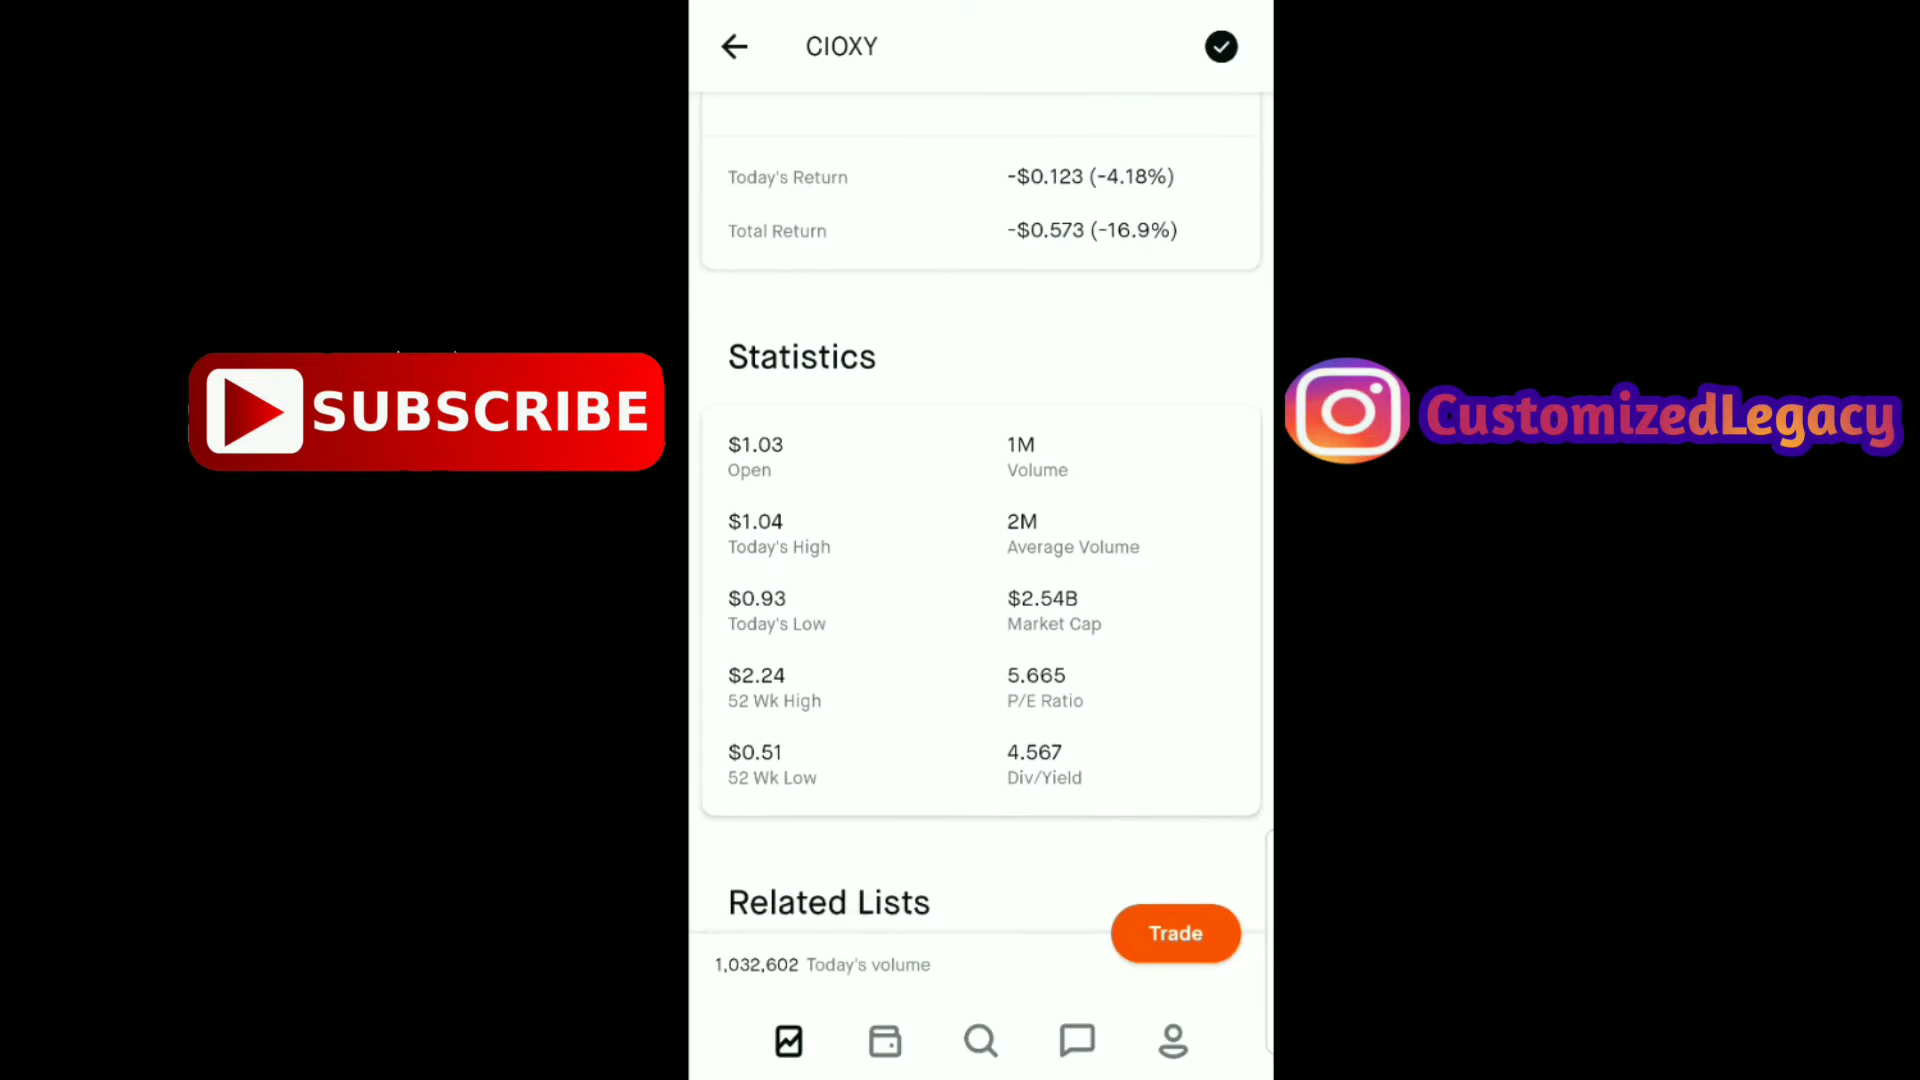 CIOXY
Today's Return -$0.123 (-4.18%)
Total Return -$0.573 (-16.9%)
Statistics
SUBSCRIBE
CustomizedLegacy
$1.03 1M
Open Volume
$1.04 2M
Today's High Average Volume
$0.93 $2.54B
Today's Low Market Cap
$2.24 5.665
52 Wk High P/E Ratio
$0.51 4.567
52 Wk Low Div/Yield
Related Lists
Trade
1,032,602 Today's volume